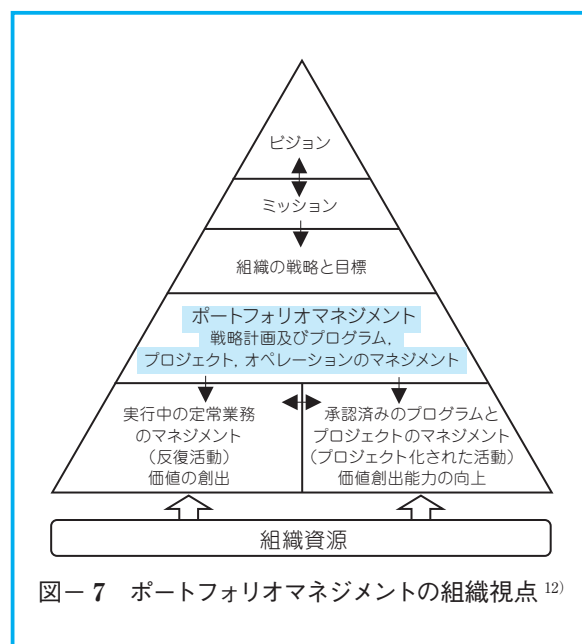 ビジョン
ミッション
組織の戦略と目標
ポートフォリオマネジメント
戦略計画及びプログラム,
プロジェクト, オペレーションのマネジメント
実行中の定常業務
のマネジメント
（反復活動）
価値の創出
承認済みのプログラムと
プロジェクトのマネジメント
（プロジェクト化された活動）
価値創出能力の向上
組織資源
図－7　ポートフォリオマネジメントの組織視点 12)